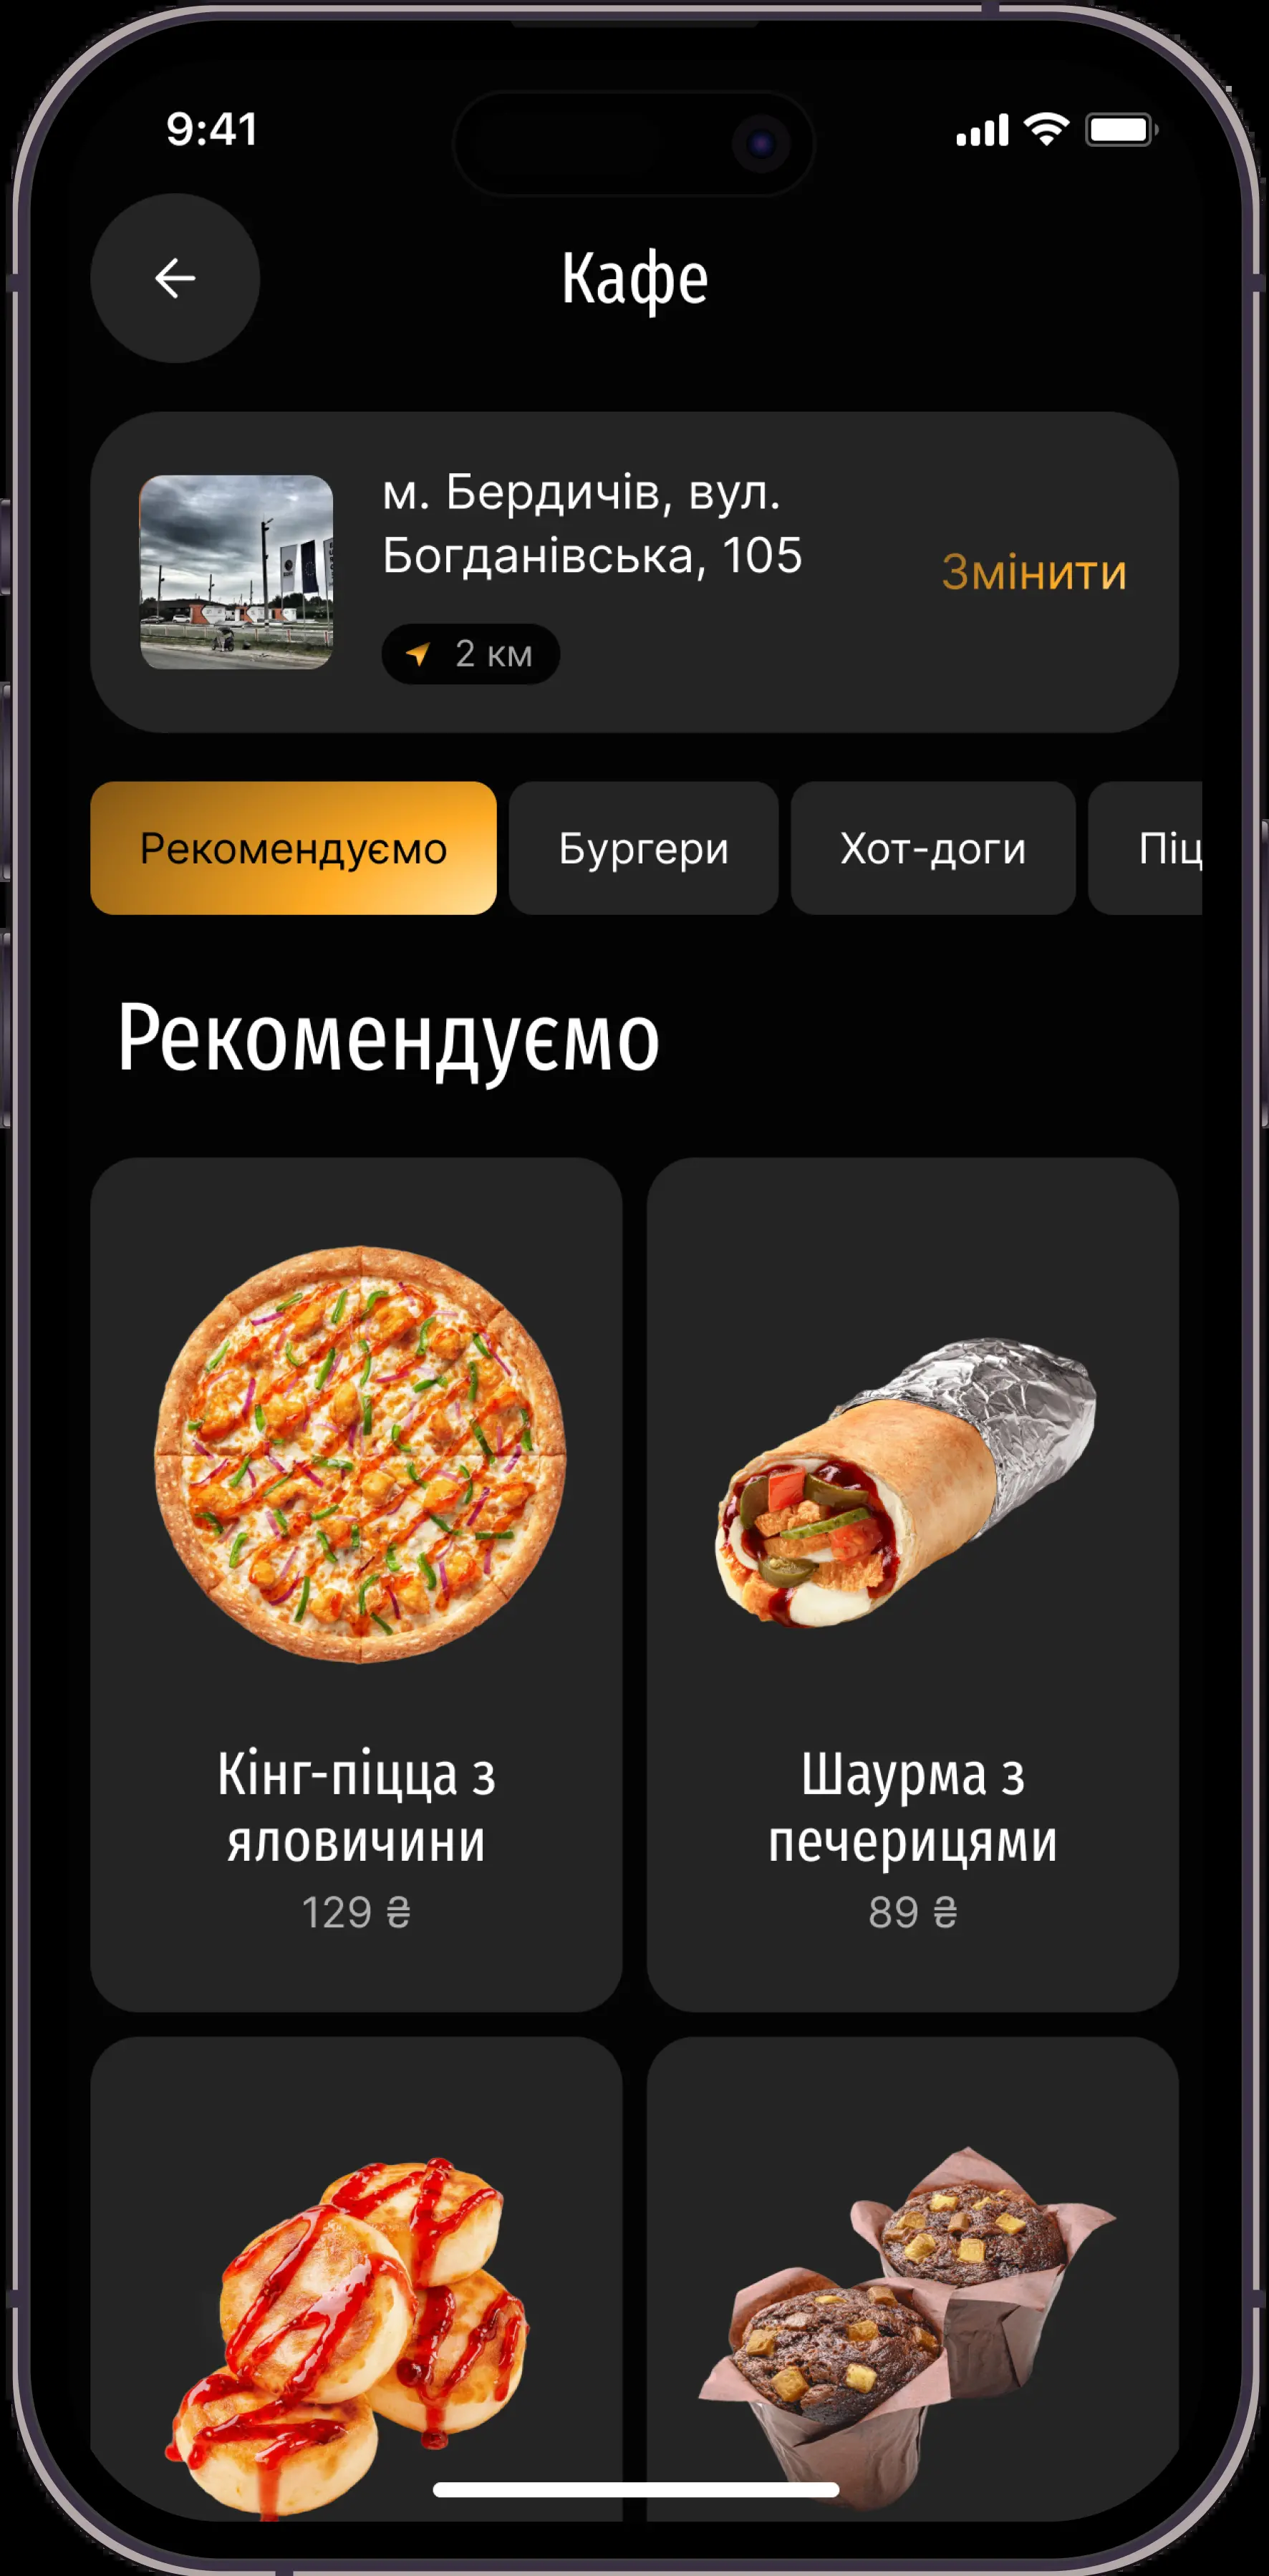 9:41
Кафе
м. Бердичів, вул.
Богданівська, 105
Змінити
2 км
Рекомендуємо
Бургери
Хот-доги
Піц
Рекомендуємо
Кінг-піцца з
яловичини
129 ₴
Шаурма з
печерицями
89 ₴